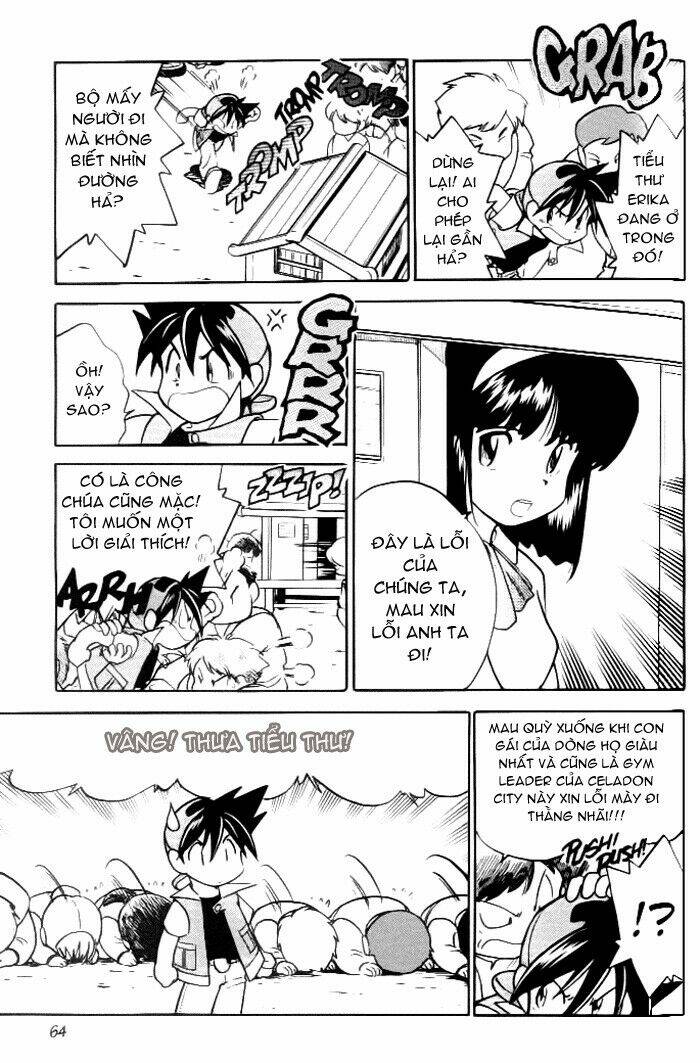 BỘ MẤY
NGƯỜI ĐI
MÀ KHÔNG
BIẾT NHÌN
ĐƯỜNG
HẢ?
TROMP
TROMP
TROMP
GRAB
DỪNG
LẠI! AI
CHO
PHÉP
LẠI GẦN
HẢ?
TIỂU
THƯ
ERIKA
ĐANG Ở
TRONG
ĐÓ!
ỒH!
VẬY
SAO?
GRRR
ĐÂY LÀ LỖI
CỦA
CHÚNG TA,
MAU XIN
LỖI ANH TA
ĐI!
CÓ LÀ CÔNG
CHÚA CŨNG MẶC!
TÔI MUỐN MỘT
LỜI GIẢI THÍCH!
ZZZIP!
ARRH
VÂNG! THƯA TIỂU THƯ!
MAU QUỲ XUỐNG KHI CON
GÁI CỦA DÒNG HỌ GIÀU
NHẤT VÀ CŨNG LÀ GYM
LEADER CỦA CELADON
CITY NÀY XIN LỖI MÀY ĐI
THẰNG NHÃI!!!
PUSH!
PUSH!
!?
64